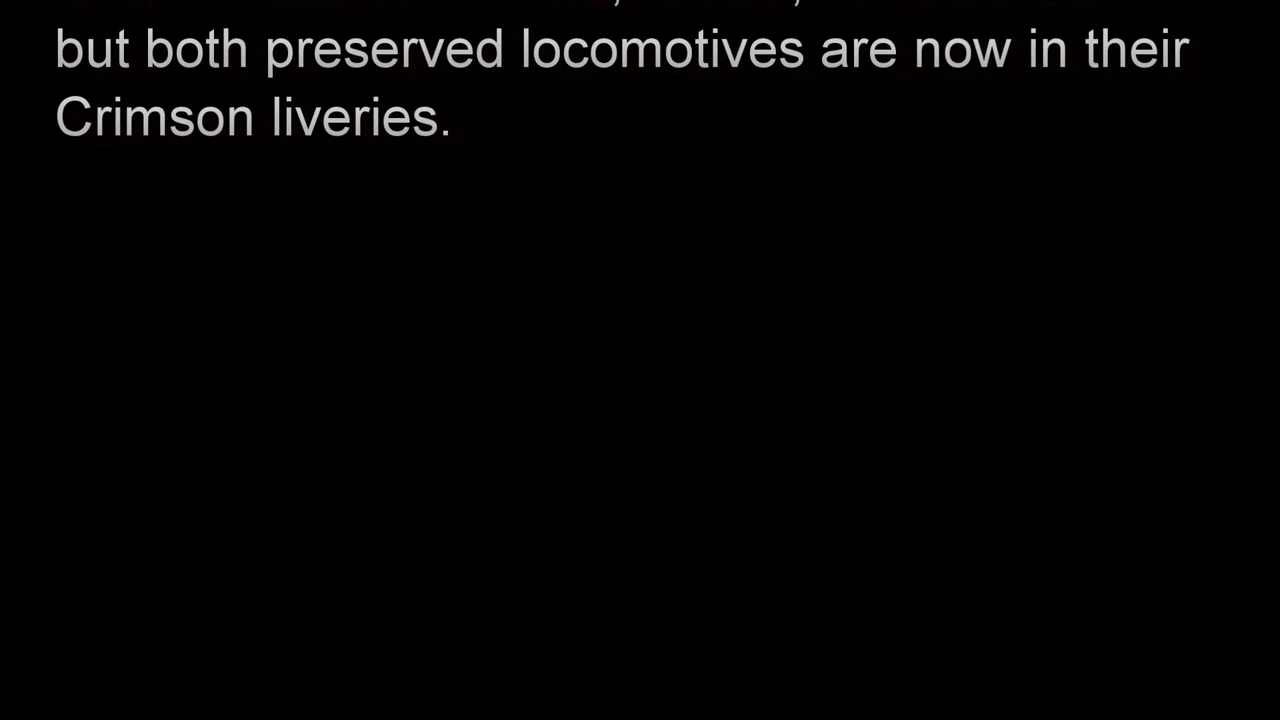 but both preserved locomotives are now in their
Crimson liveries.